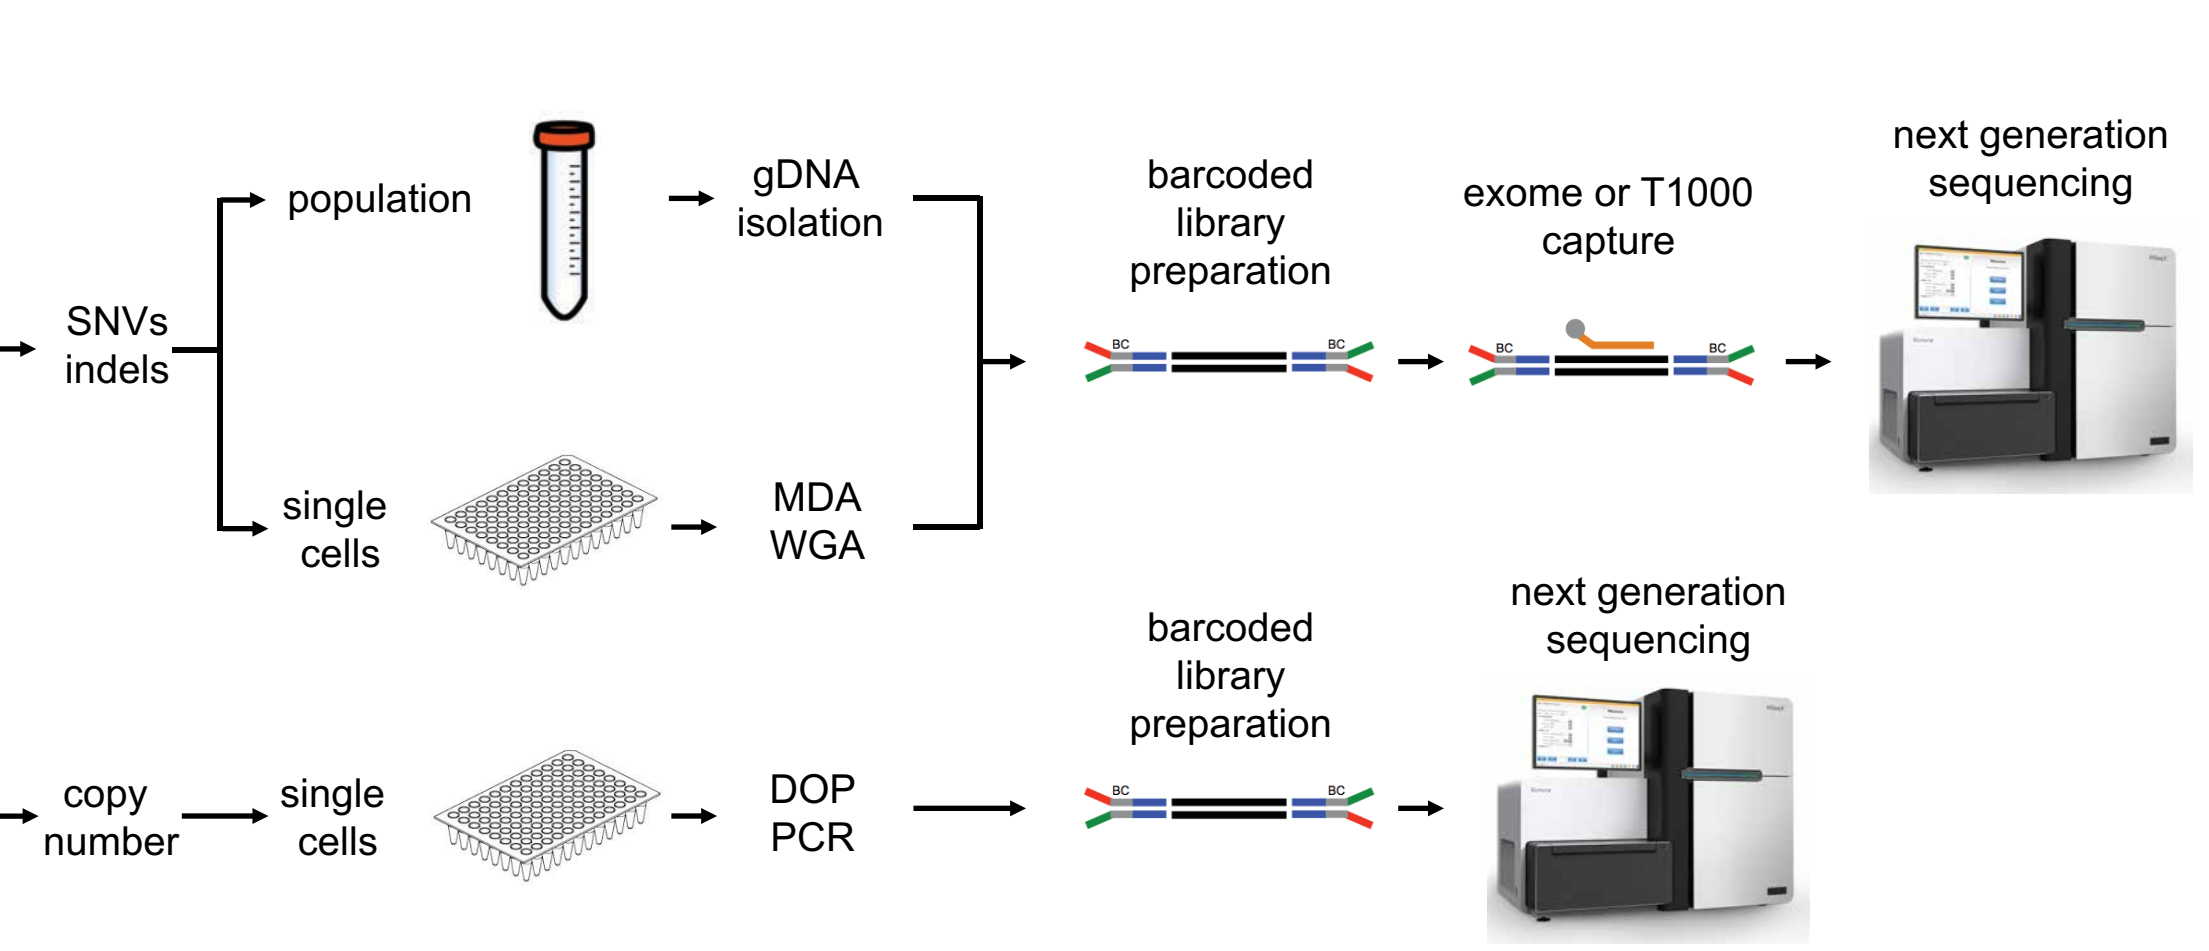 SNVs
indels
population
gDNA
isolation
single
cells
MDA
WGA
barcoded
library
preparation
BC
BC
exome or T1000
capture
BC
BC
next generation
sequencing
copy
number
single
cells
DOP
PCR
barcoded
library
preparation
BC
BC
next generation
sequencing